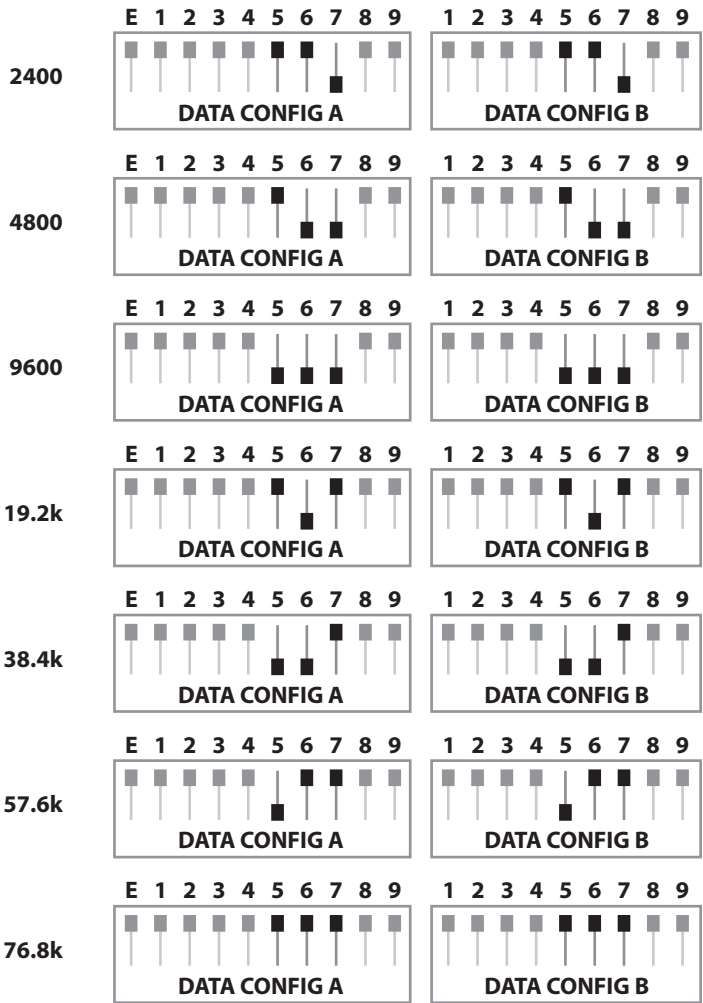 E 1 2 3 4 5 6 7 8 9 1 2 3 4 5 6 7 8 9
2400
DATA CONFIG A DATA CONFIG B
E 1 2 3 4 5 6 7 8 9 1 2 3 4 5 6 7 8 9
4800
DATA CONFIG A DATA CONFIG B
E 1 2 3 4 5 6 7 8 9 1 2 3 4 5 6 7 8 9
9600
DATA CONFIG A DATA CONFIG B
E 1 2 3 4 5 6 7 8 9 1 2 3 4 5 6 7 8 9
19.2k
DATA CONFIG A DATA CONFIG B
E 1 2 3 4 5 6 7 8 9 1 2 3 4 5 6 7 8 9
38.4k
DATA CONFIG A DATA CONFIG B
E 1 2 3 4 5 6 7 8 9 1 2 3 4 5 6 7 8 9
57.6k
DATA CONFIG A DATA CONFIG B
E 1 2 3 4 5 6 7 8 9 1 2 3 4 5 6 7 8 9
76.8k
DATA CONFIG A DATA CONFIG B